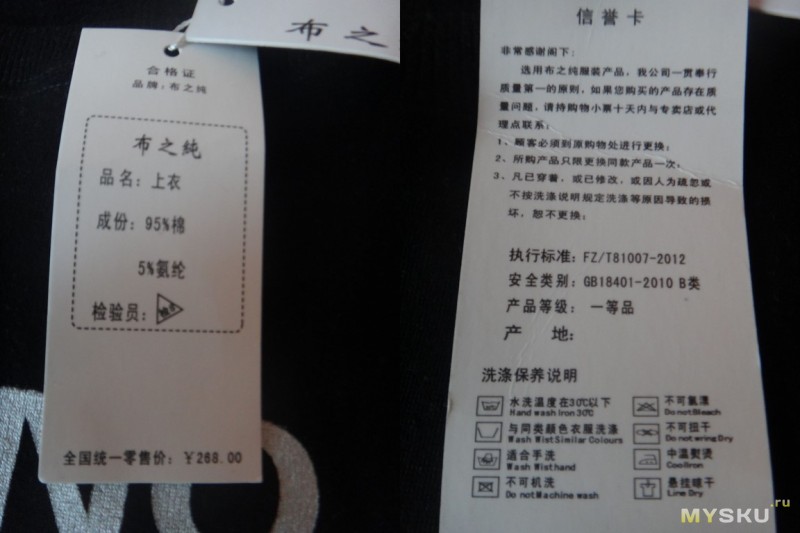 布之
合格证
品牌：布之纯
布之純
品名：上衣
成份：95%棉
5%氨纶
检验员：
全国统一零售价：￥268.00
信誉卡
非常感谢阁下：
选用布之纯服装产品，我公司一贯奉行
质量第一的原则，如果您购买的产品存在质
量问题，请持购物小票十天内与专卖店或代
理点联系；
1、顾客必须到原购物处进行更换；
2、所购产品只限更换同款产品一次；
3、凡已穿着，或已修改，或因人为疏忽或
不按洗涤说明规定洗涤等原因导致的损
坏，恕不更换；
执行标准：FZ/T81007-2012
安全类别：GB18401-2010 B类
产品等级： 一等品
产 地：
洗涤保养说明
水洗温度在30℃以下
Hand wash Iron 30℃
与同类颜色衣服洗涤
Wash Wist Similar Colours
适合手洗
Wash Wisthand
不可机洗
Do not Machine wash
不可氯漂
Do not Bleach
不可扭干
Do not wring Dry
中温熨烫
Cool Iron
悬挂晾干
Line Dry
MYSKU.ru